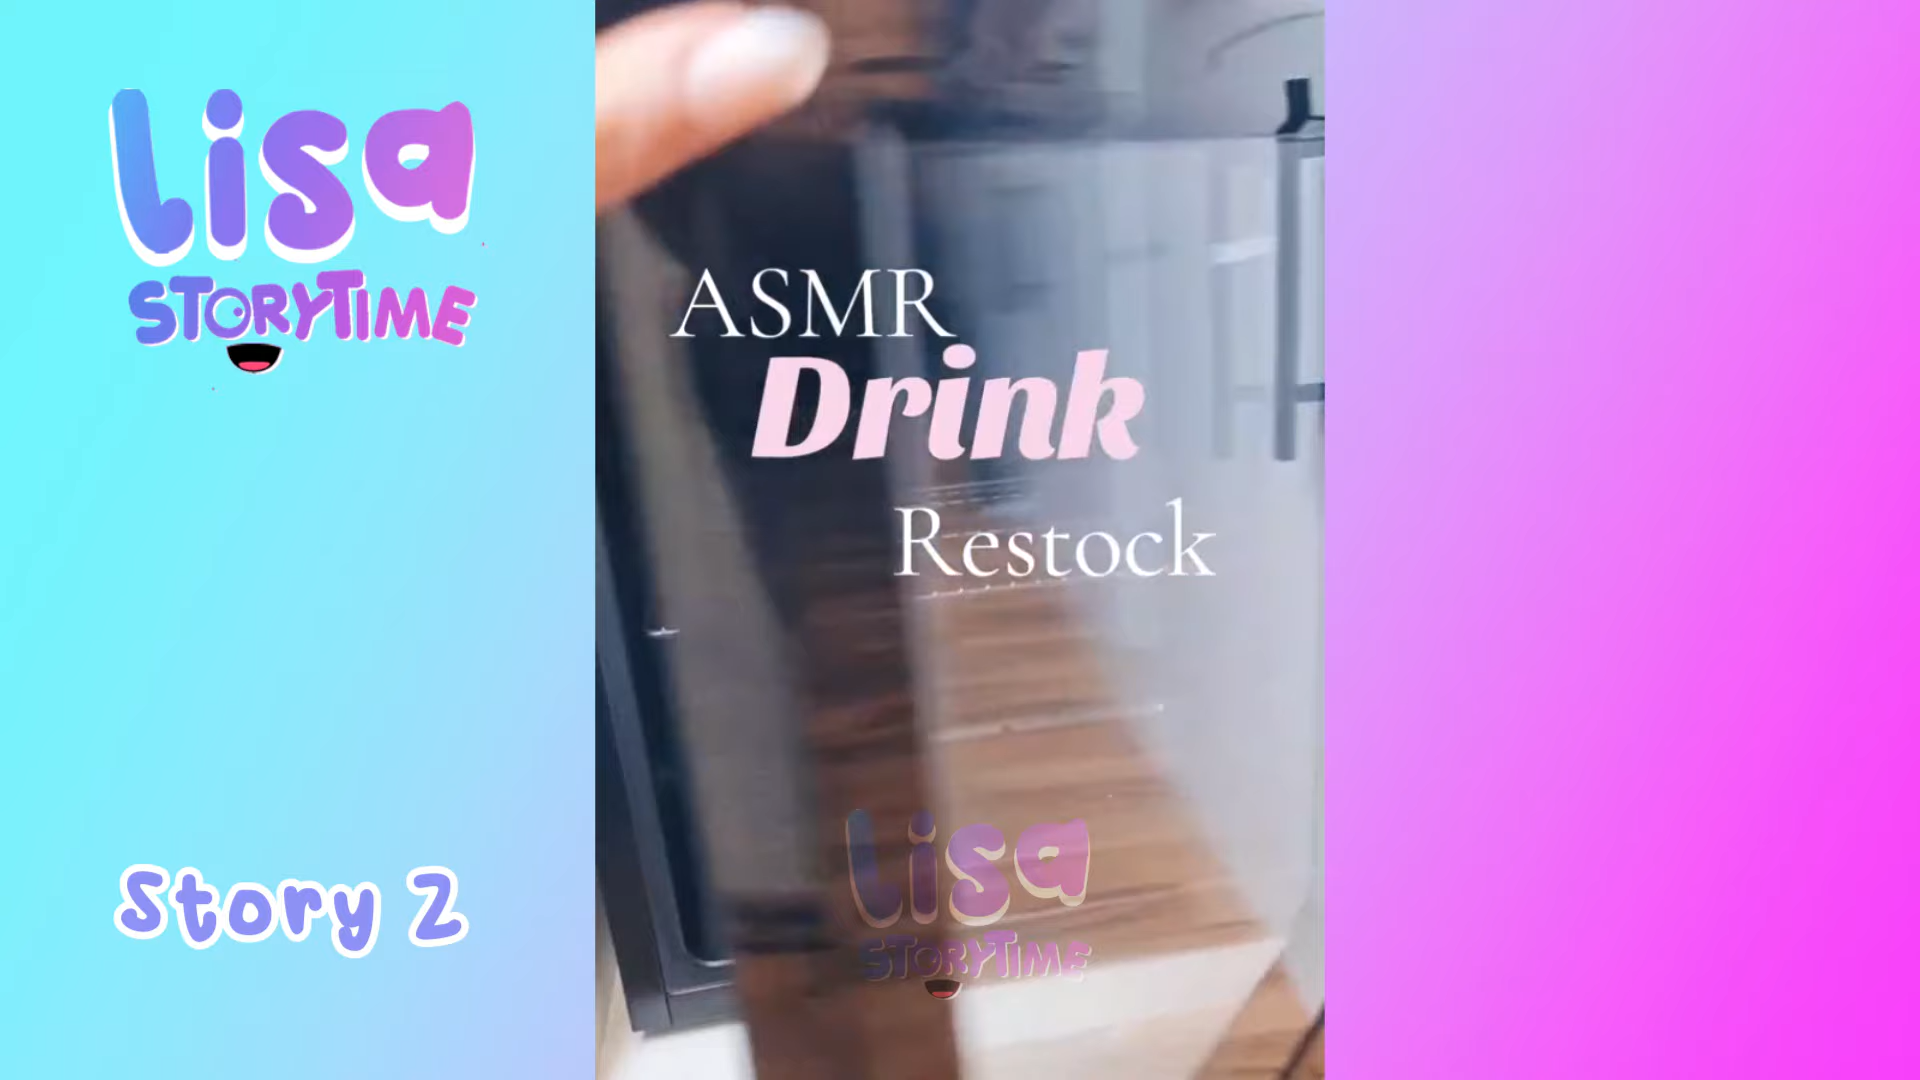 Lisa
STORYTIME
ASMR
Drink
Restock
Lisa
STORYTIME
Story 2